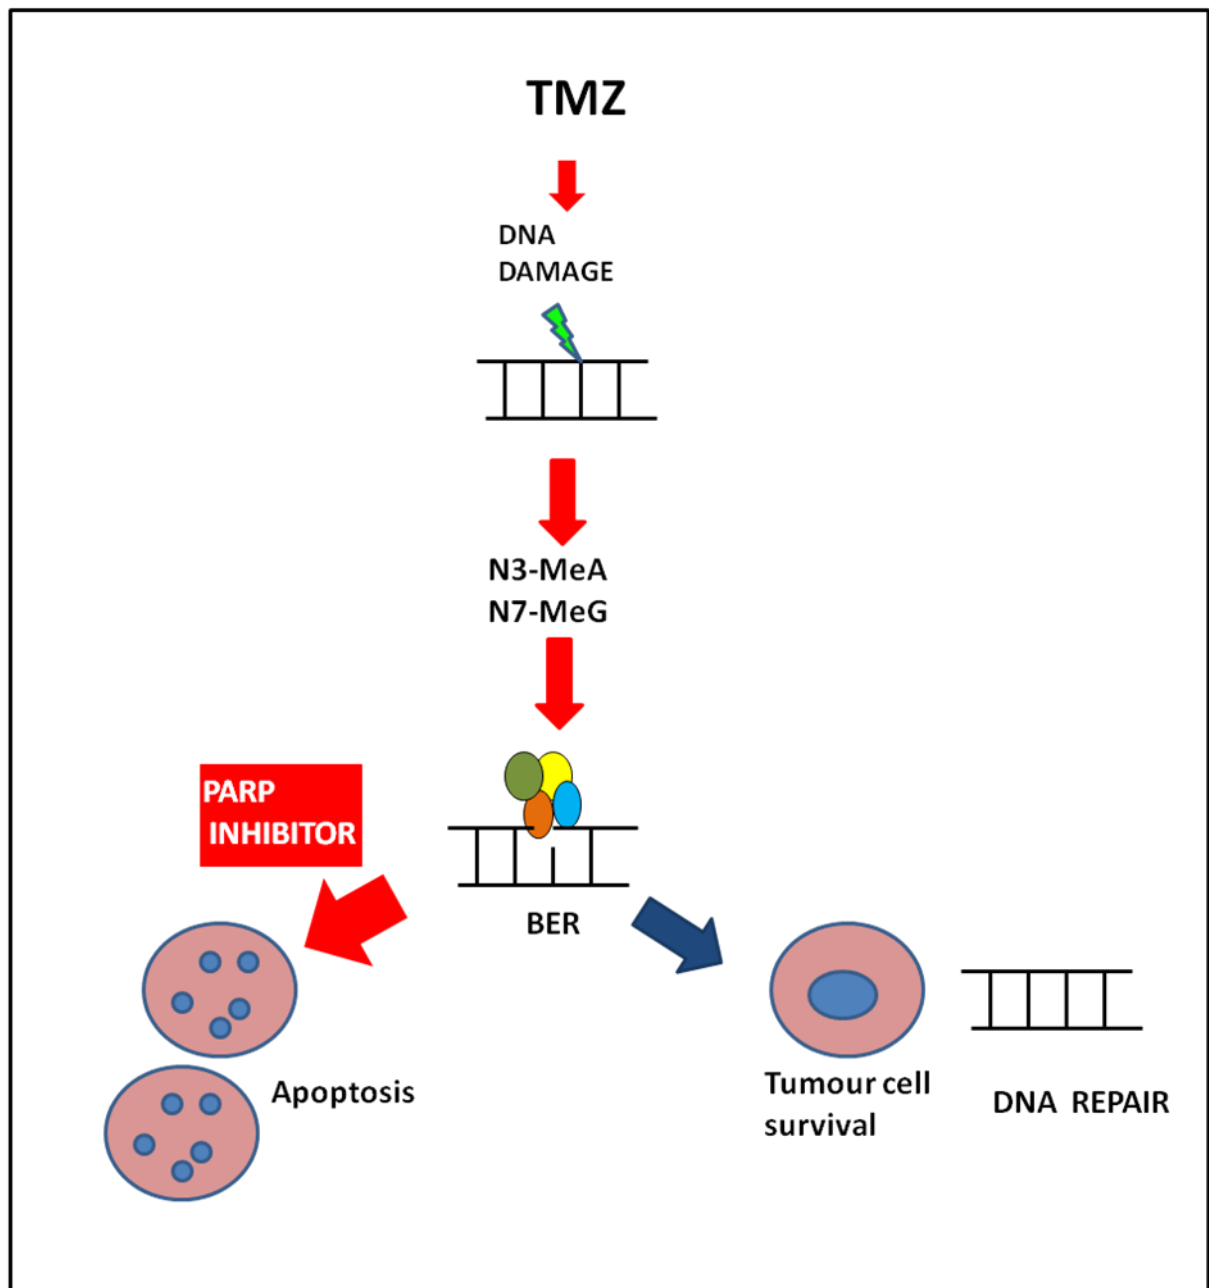 TMZ
DNA
DAMAGE
N3-MeA
N7-MeG
PARP
INHIBITOR
BER
Apoptosis
Tumour cell
survival
DNA REPAIR